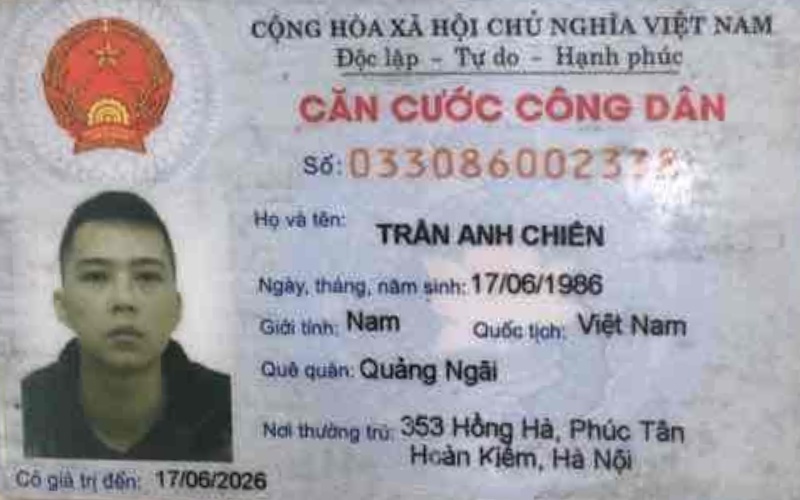 CỘNG HÒA XÃ HỘI CHỦ NGHĨA VIỆT NAM
Độc lập - Tự do - Hạnh phúc
CĂN CƯỚC CÔNG DÂN
Số: 033086002338
Họ và tên: TRẦN ANH CHIÊN
Ngày, tháng, năm sinh: 17/06/1986
Giới tính: Nam Quốc tịch: Việt Nam
Quê quán: Quảng Ngãi
Nơi thường trú: 353 Hồng Hà, Phúc Tân
Hoàn Kiếm, Hà Nội
Có giá trị đến: 17/06/2026